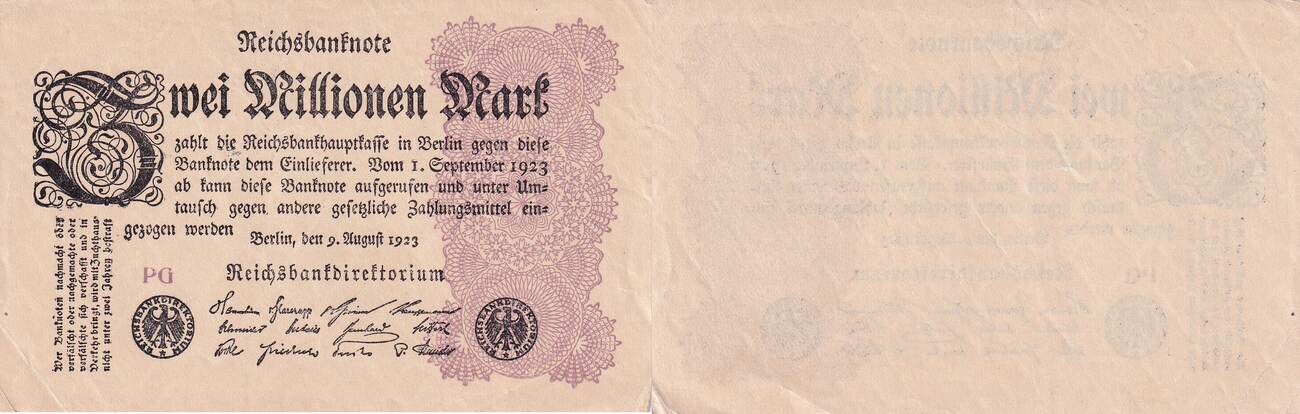 Reichsbanknote
Zwei Millionen Mark
zahlt die Reichsbankhauptkasse in Berlin gegen diese
Banknote dem Einlieferer. Vom 1. September 1923
ab kann diese Banknote aufgerufen und unter Um-
tausch gegen andere gesetzliche Zahlungsmittel ein-
gezogen werden
Berlin, den 9. August 1923
PG
Reichsbankdirektorium
REICHSBANKDIREKTORIUM
REICHSBANKDIREKTORIUM
Wer Banknoten nachmacht oder
verfälscht oder nachgemachte oder
verfälschte sich verschafft und in
Verkehr bringt, wird mit Zuchthaus
nicht unter zwei Jahren bestraft